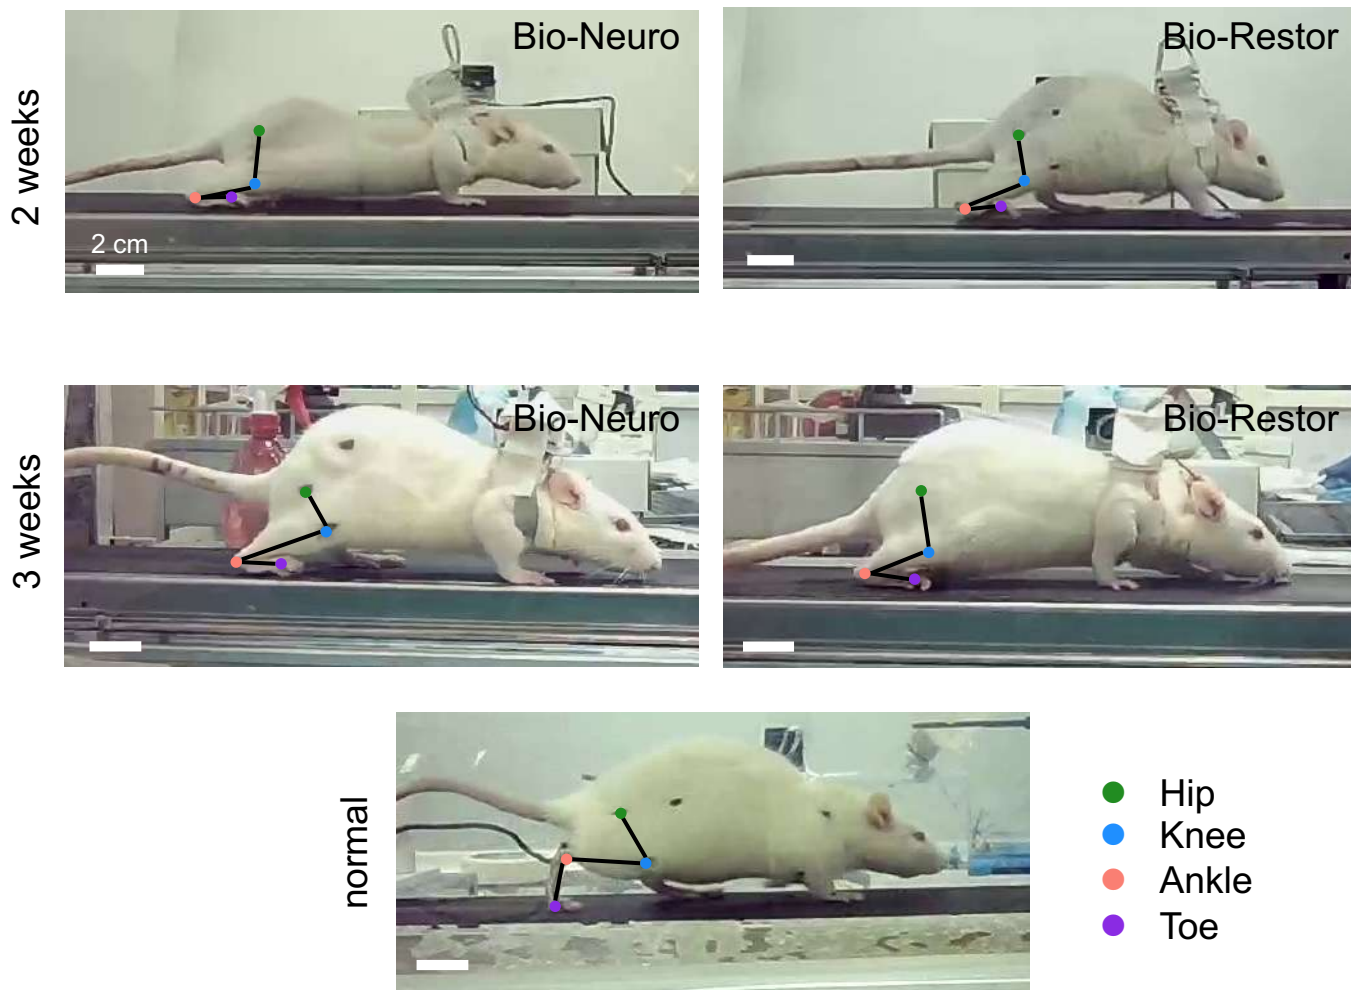 2 weeks
Bio-Neuro
2 cm
Bio-Restor
3 weeks
Bio-Neuro
Bio-Restor
normal
Hip
Knee
Ankle
Toe